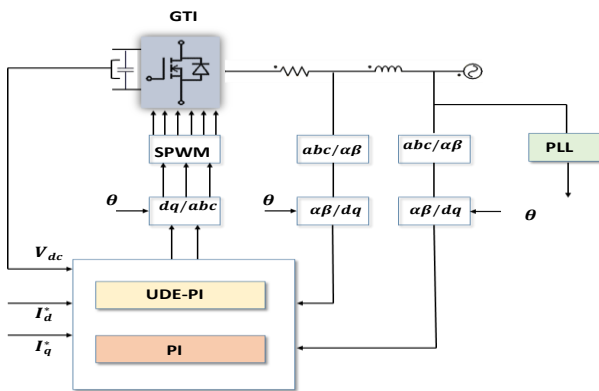 GTI
SPWM
abc/αβ
abc/αβ
PLL
θ
dq/abc
θ
αβ/dq
αβ/dq
θ
V_dc
UDE-PI
I_d^*
I_q^*
PI